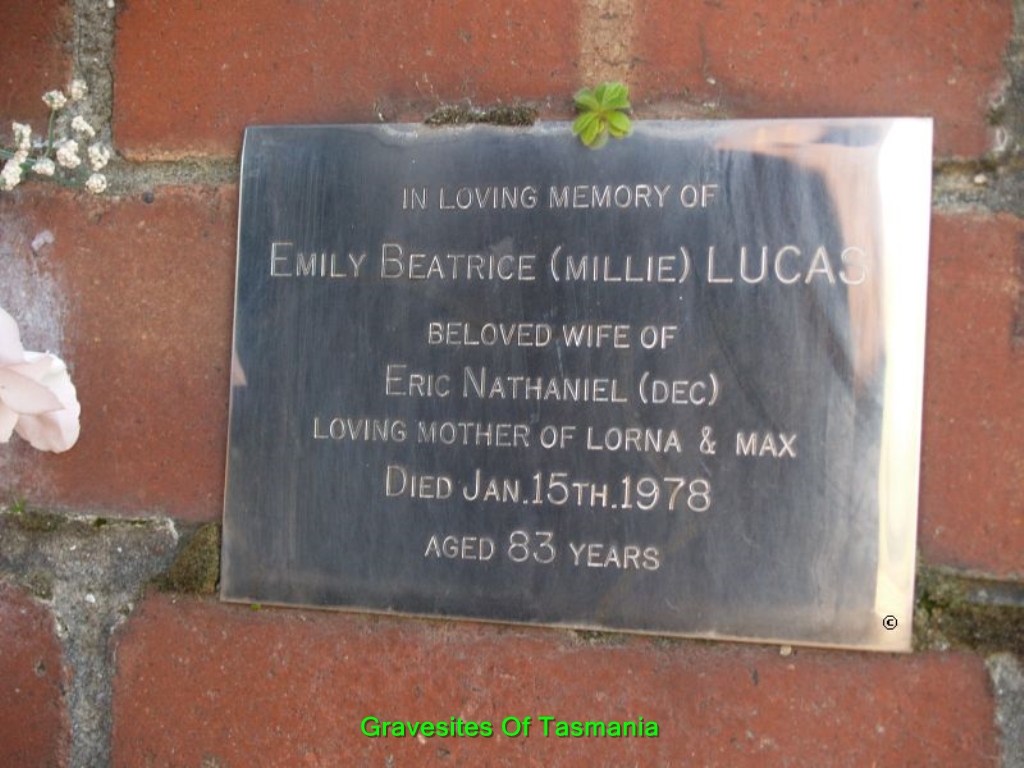 IN LOVING MEMORY OF
EMILY BEATRICE (MILLIE) LUCAS
BELOVED WIFE OF
ERIC NATHANIEL (DEC)
LOVING MOTHER OF LORNA & MAX
DIED JAN.15TH.1978
AGED 83 YEARS
©
Gravesites Of Tasmania